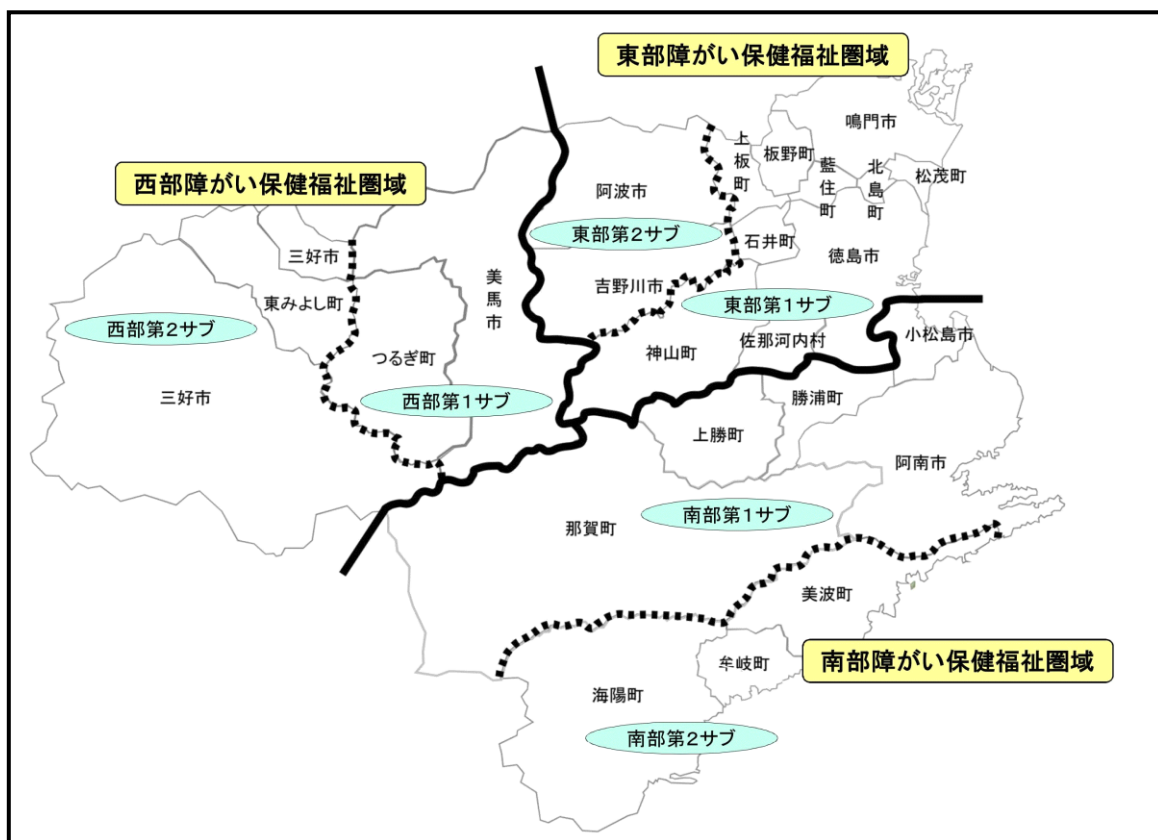 東部障がい保健福祉圏域
鳴門市
上板町
板野町
藍住町
北島町
松茂町
西部障がい保健福祉圏域
阿波市
東部第2サブ
石井町
徳島市
三好市
美馬市
吉野川市
東みよし町
東部第1サブ
西部第2サブ
小松島市
佐那河内村
神山町
つるぎ町
三好市
西部第1サブ
勝浦町
上勝町
阿南市
那賀町
南部第1サブ
美波町
牟岐町
南部障がい保健福祉圏域
海陽町
南部第2サブ